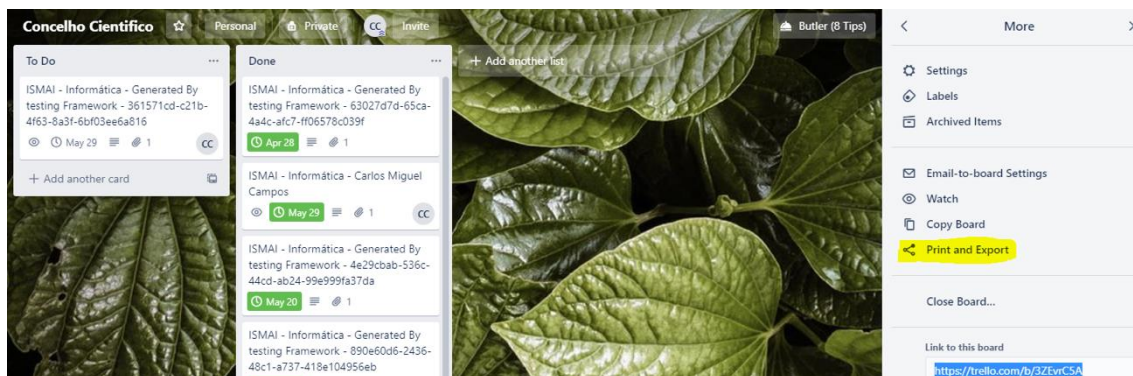 Concelho Cientifico Personal Private CC Invite Butler (8 Tips)
To Do
ISMAI - Informática - Generated By
testing Framework - 361571cd-c21b-
4f63-8a3f-6bf03ee6a816
May 29 1 CC
+ Add another card
Done
ISMAI - Informática - Generated By
testing Framework - 63027d7d-65ca-
4a4c-afc7-ff06578c039f
Apr 28 1
ISMAI - Informática - Carlos Miguel
Campos
May 29 1 CC
ISMAI - Informática - Generated By
testing Framework - 4e29cbab-536c-
44cd-ab24-99e999fa37da
May 20 1
ISMAI - Informática - Generated By
testing Framework - 890e60d6-2436-
48c1-a737-418e104956eb
+ Add another list
More
Settings
Labels
Archived Items
Email-to-board Settings
Watch
Copy Board
Print and Export
Close Board...
Link to this board
https://trello.com/b/3ZEvrC5A